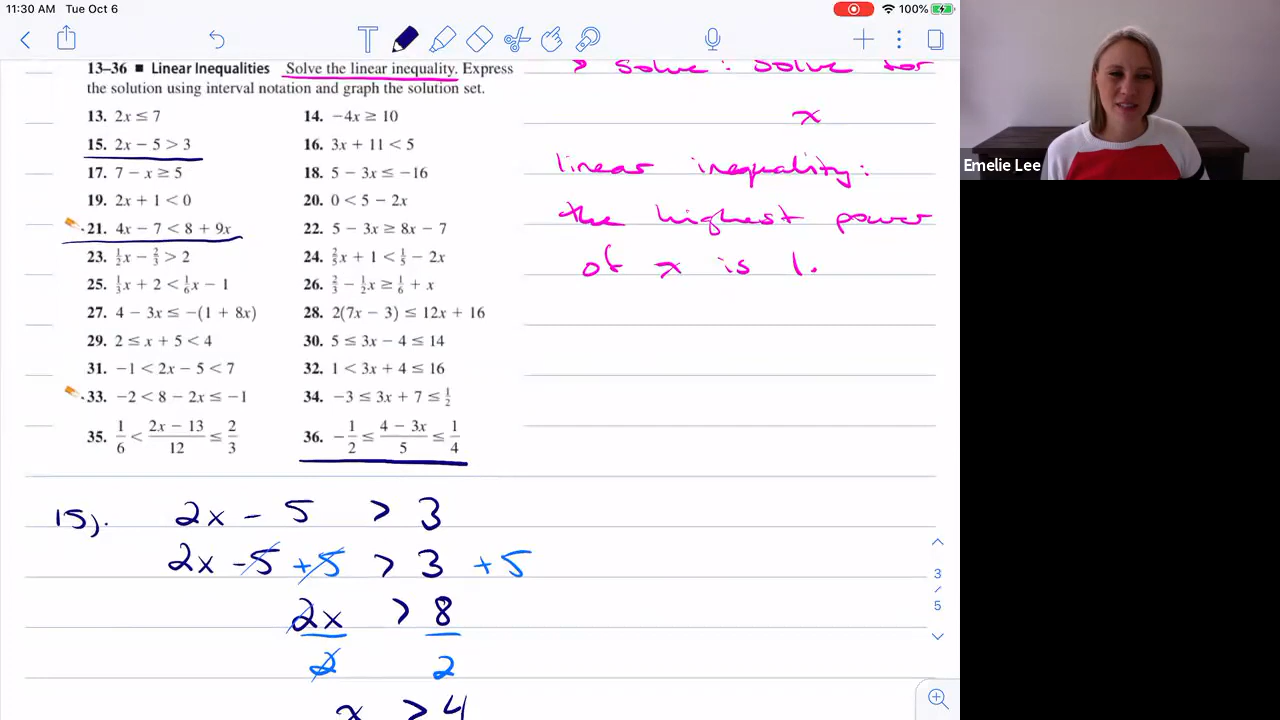 11:30 AM Tue Oct 6
100%
13–36 ■ Linear Inequalities Solve the linear inequality. Express
the solution using interval notation and graph the solution set.
13. 2x ≤ 7
14. −4x ≥ 10
15. 2x − 5 > 3
16. 3x + 11 < 5
17. 7 − x ≥ 5
18. 5 − 3x ≤ −16
19. 2x + 1 < 0
20. 0 < 5 − 2x
21. 4x − 7 < 8 + 9x
22. 5 − 3x ≥ 8x − 7
23. 1/2x − 2/3 > 2
24. 2/5x + 1 < 1/5 − 2x
25. 1/3x + 2 < 1/6x − 1
26. 2/3 − 1/2x ≥ 1/6 + x
27. 4 − 3x ≤ −(1 + 8x)
28. 2(7x − 3) ≤ 12x + 16
29. 2 ≤ x + 5 < 4
30. 5 ≤ 3x − 4 ≤ 14
31. −1 < 2x − 5 < 7
32. 1 < 3x + 4 ≤ 16
33. −2 < 8 − 2x ≤ −1
34. −3 ≤ 3x + 7 ≤ 1/2
35. 1/6 < (2x − 13)/12 ≤ 2/3
36. −1/2 ≤ (4 − 3x)/5 ≤ 1/4
solve: solve for
x
linear inequality:
the highest power
of x is 1.
15). 2x − 5 > 3
2x − 5 + 5 > 3 + 5
2x > 8
2 2
x > 4
3
/
5
Emelie Lee